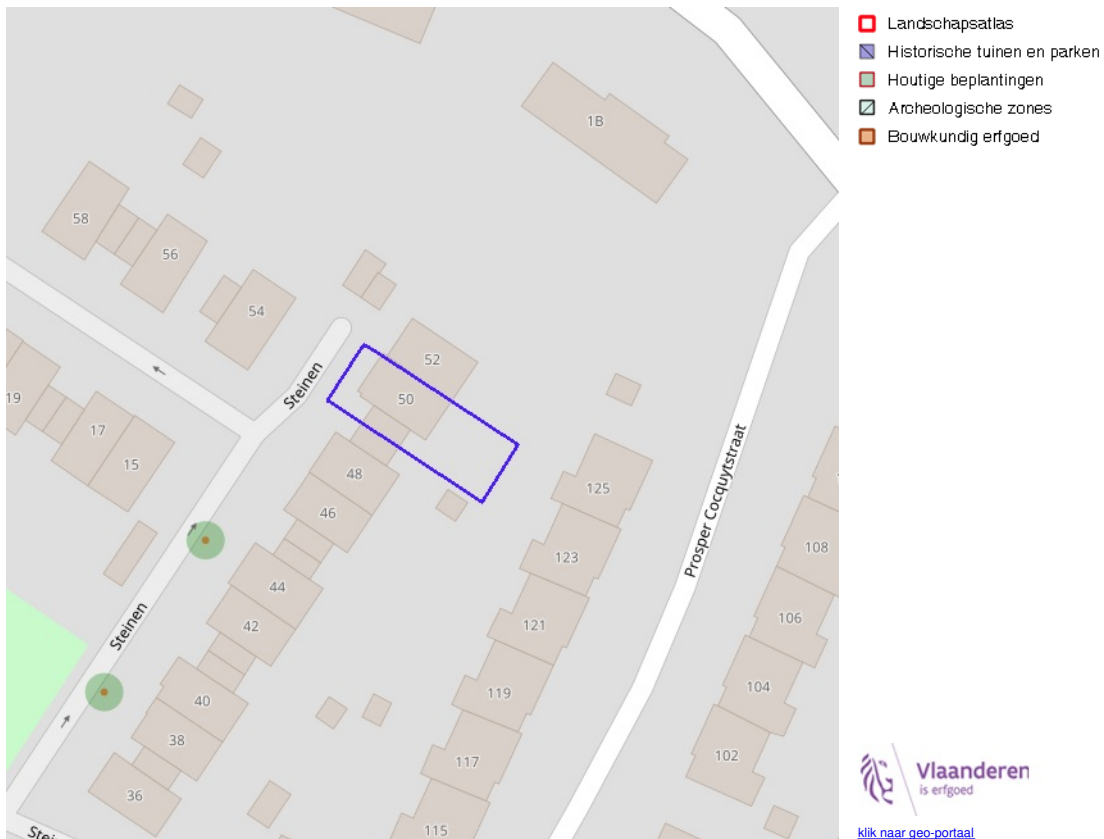 Landschapsatlas
Historische tuinen en parken
Houtige beplantingen
Archeologische zones
Bouwkundig erfgoed
1B
58
56
54
52
50
Steinen
19
17
15
48
46
125
123
108
Prosper Cocquytstraat
44
42
121
106
Steinen
40
38
119
104
36
117
102
115
Stei
Vlaanderen
is erfgoed
klik naar geo-portaal